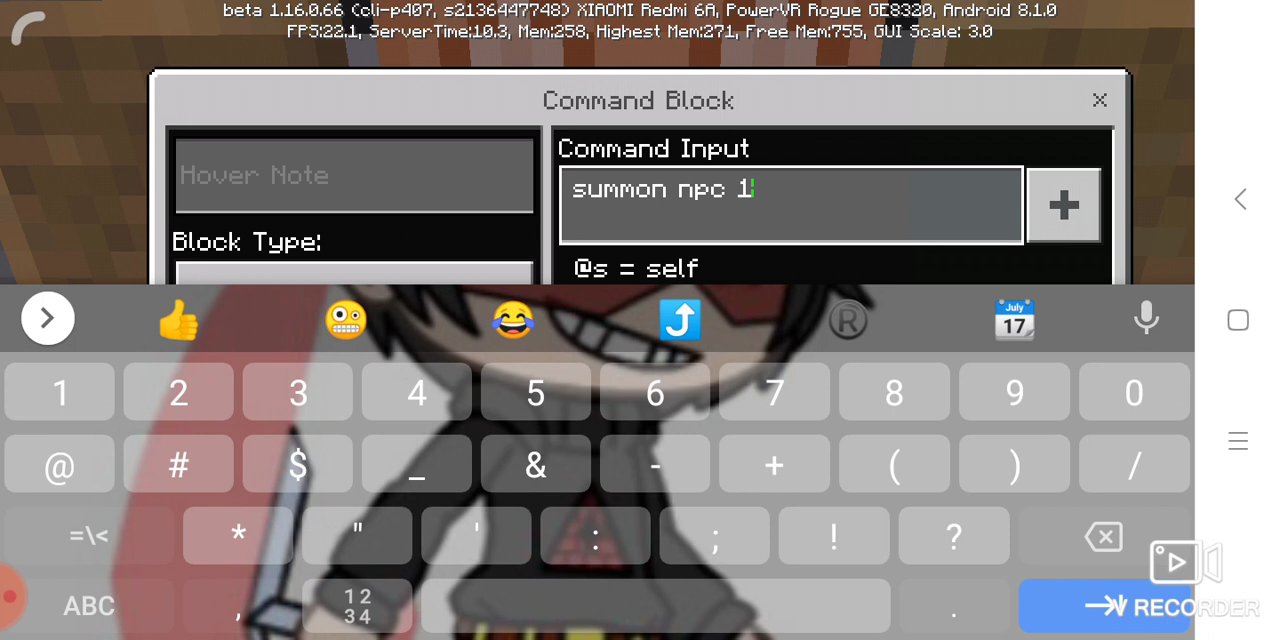 beta 1.16.0.66 (cli-p407, s2136447748) XIAOMI Redmi 6A, PowerVR Rogue GE8320, Android 8.1.0
FPS:22.1, ServerTime:10.3, Mem:258, Highest Mem:271, Free Mem:755, GUI Scale: 3.0
Command Block
Hover Note
Command Input
summon npc 1
Block Type:
@s = self
®
July
17
1 2 3 4 5 6 7 8 9 0
@ # $ _ & - + ( ) /
=\< * " ' : ; ! ?
ABC , 12 34 .
V RECORDER